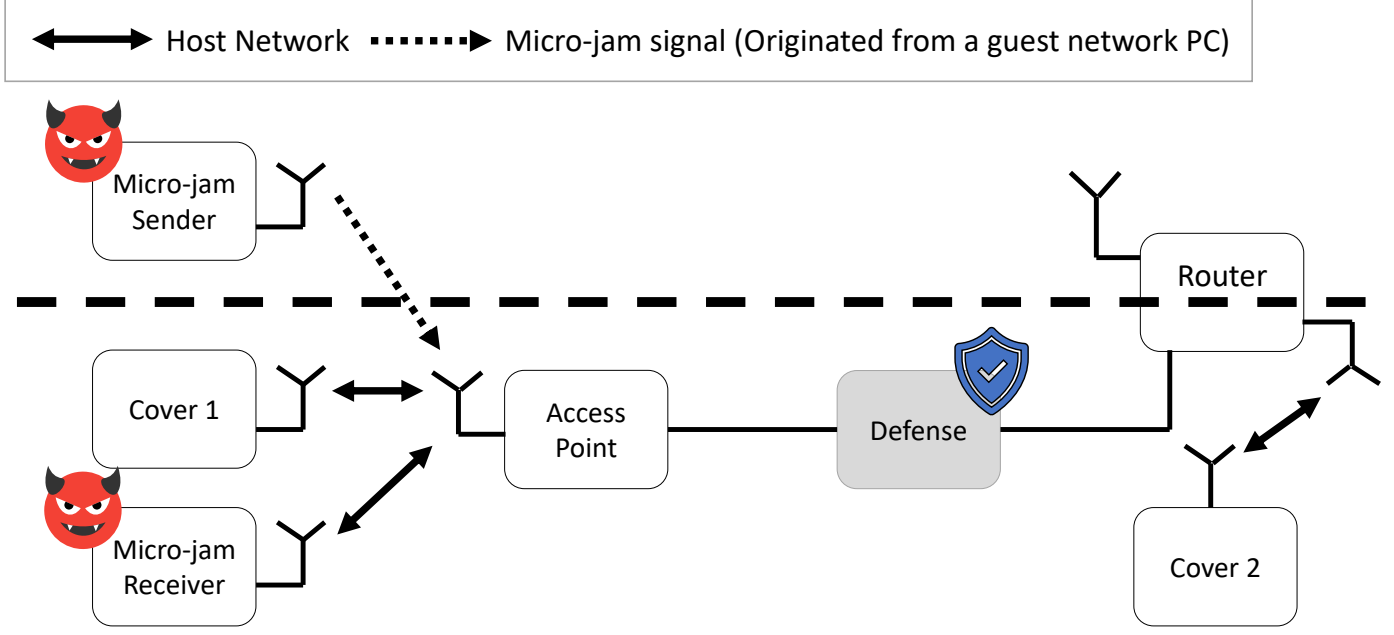 Host Network
Micro-jam signal (Originated from a guest network PC)
Micro-jam
Sender
Router
Cover 1
Access
Point
Defense
Micro-jam
Receiver
Cover 2